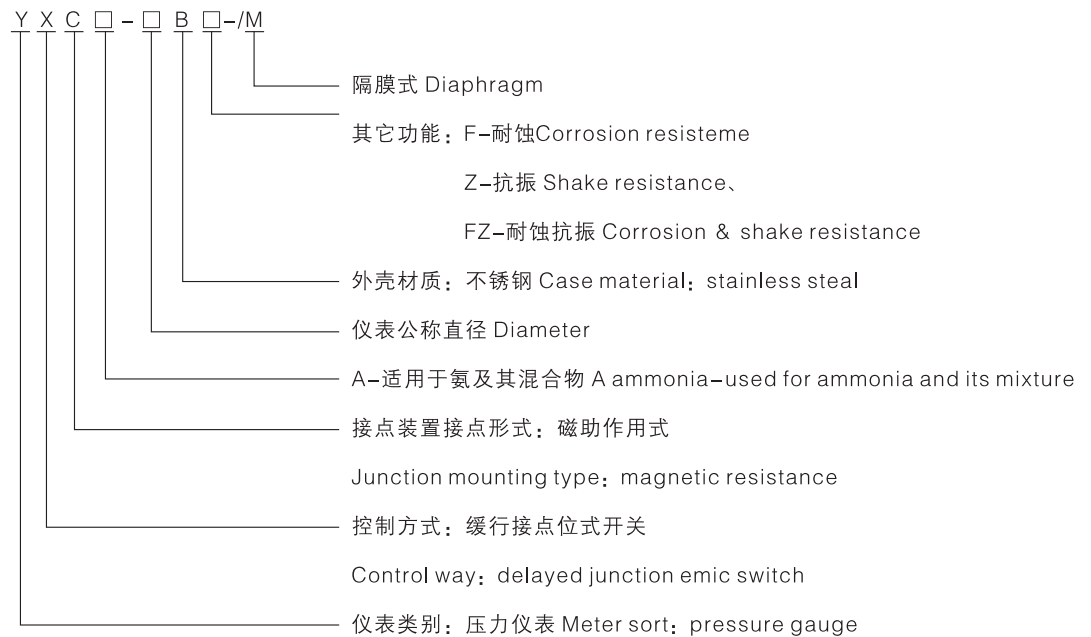 Y X C □ - □ B □-/M
隔膜式 Diaphragm
其它功能：F-耐蚀Corrosion resisteme
Z-抗振 Shake resistance、
FZ-耐蚀抗振 Corrosion & shake resistance
外壳材质：不锈钢 Case material：stainless steal
仪表公称直径 Diameter
A-适用于氨及其混合物 A ammonia-used for ammonia and its mixture
接点装置接点形式：磁助作用式
Junction mounting type：magnetic resistance
控制方式：缓行接点位式开关
Control way：delayed junction emic switch
仪表类别：压力仪表 Meter sort：pressure gauge